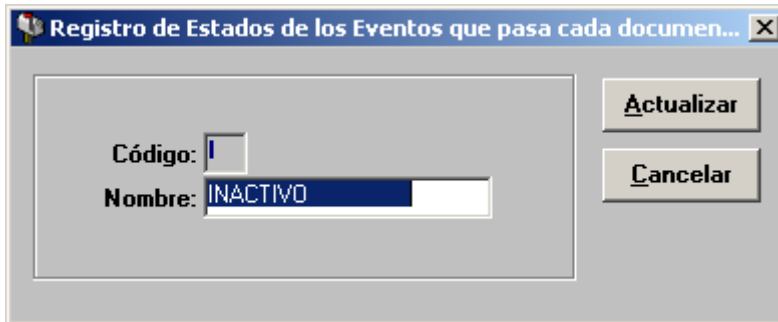 Registro de Estados de los Eventos que pasa cada documen...
Actualizar
Código: I
Cancelar
Nombre: INACTIVO